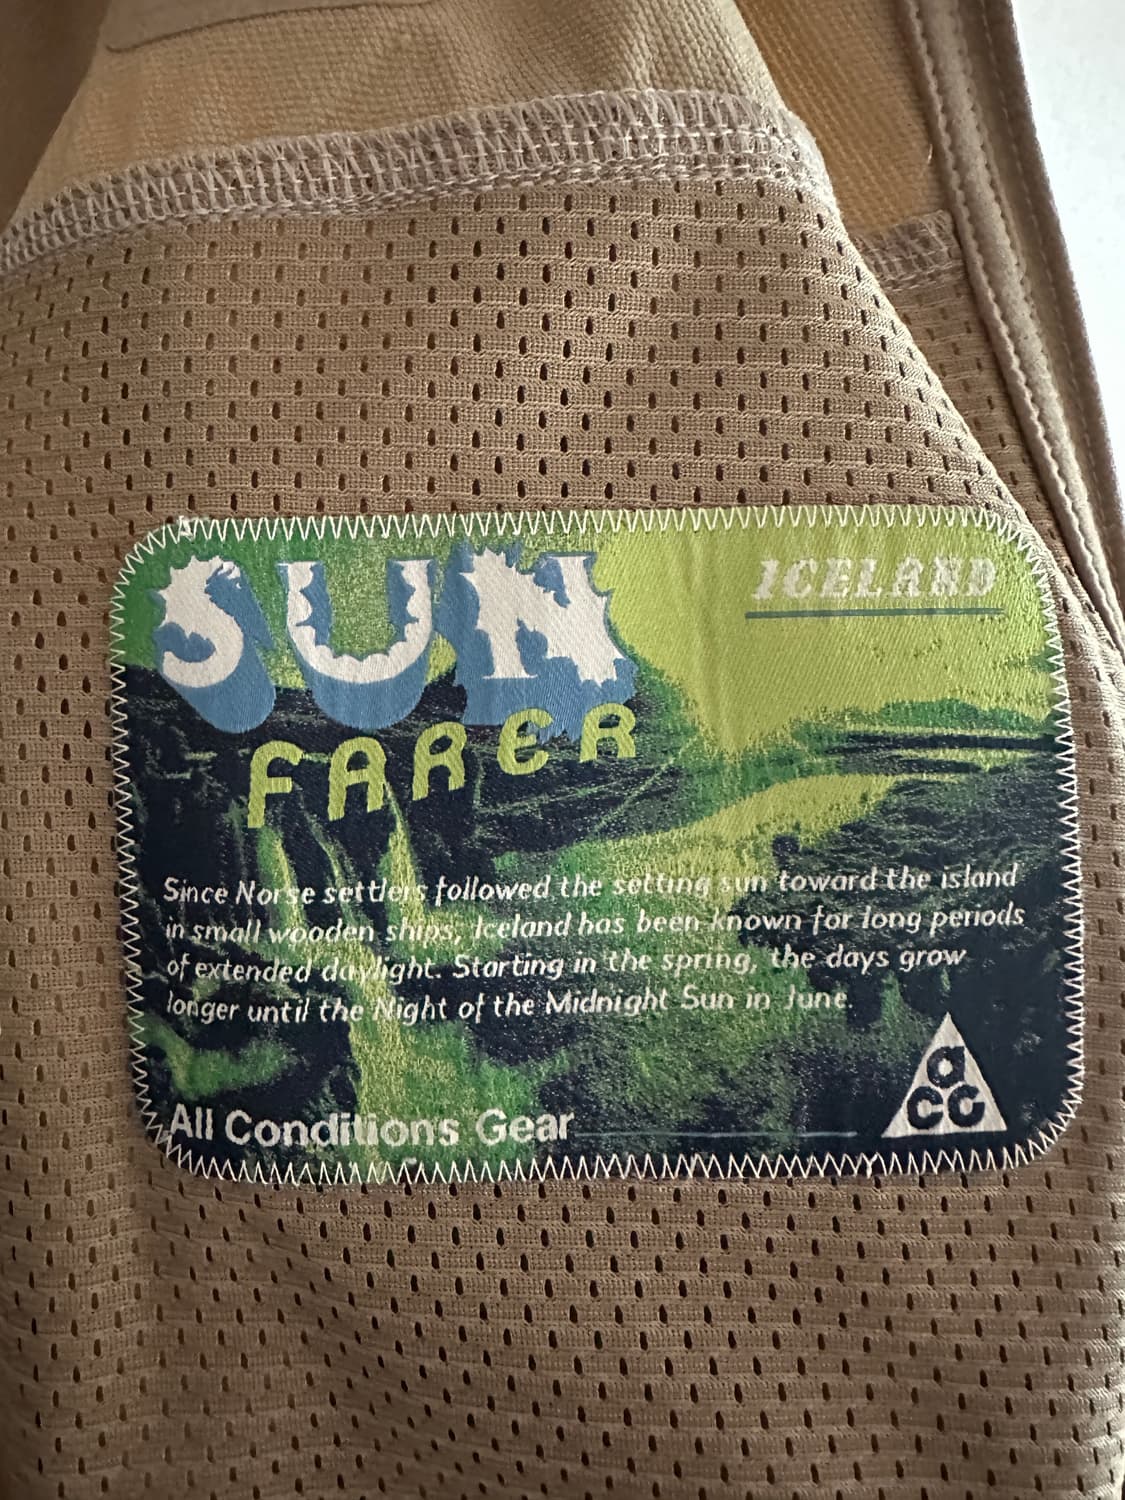 SUN
FARER
ICELAND
Since Norse settlers followed the setting sun toward the island
in small wooden ships, Iceland has been known for long periods
of extended daylight. Starting in the spring, the days grow
longer until the Night of the Midnight Sun in June.
All Conditions Gear
a
cg